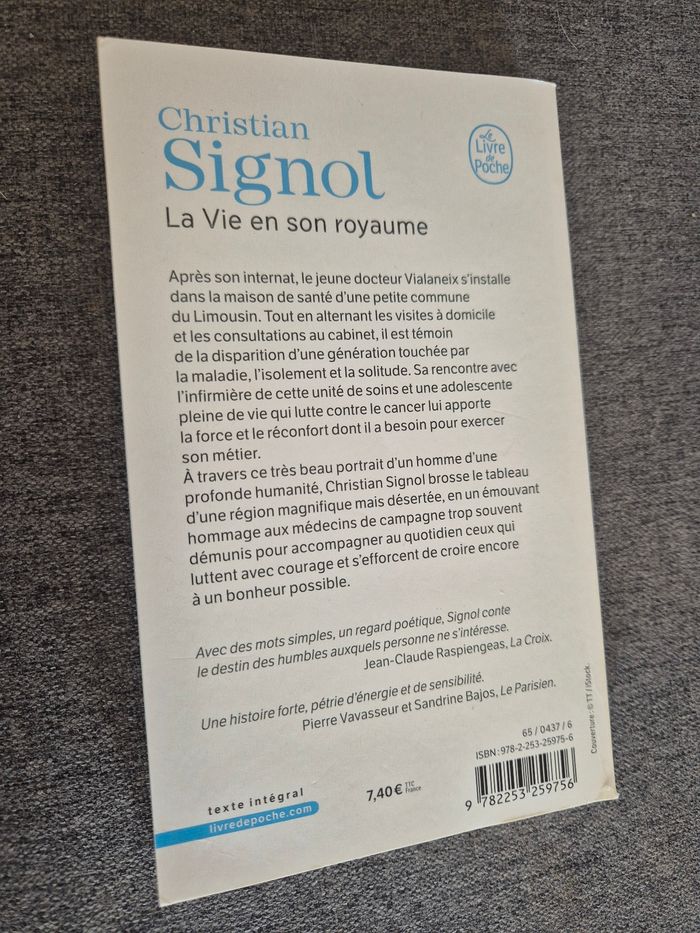 Christian
Signol
La Vie en son royaume
Le
Livre
de
Poche
Après son internat, le jeune docteur Vialaneix s'installe
dans la maison de santé d'une petite commune
du Limousin. Tout en alternant les visites à domicile
et les consultations au cabinet, il est témoin
de la disparition d'une génération touchée par
la maladie, l'isolement et la solitude. Sa rencontre avec
l'infirmière de cette unité de soins et une adolescente
pleine de vie qui lutte contre le cancer lui apporte
la force et le réconfort dont il a besoin pour exercer
son métier.
À travers ce très beau portrait d'un homme d'une
profonde humanité, Christian Signol brosse le tableau
d'une région magnifique mais désertée, en un émouvant
hommage aux médecins de campagne trop souvent
démunis pour accompagner au quotidien ceux qui
luttent avec courage et s'efforcent de croire encore
à un bonheur possible.
Avec des mots simples, un regard poétique, Signol conte
le destin des humbles auxquels personne ne s'intéresse.
Jean-Claude Raspiengeas, La Croix.
Une histoire forte, pétrie d'énergie et de sensibilité.
Pierre Vavasseur et Sandrine Bajos, Le Parisien.
Couverture : © TT / iStock.
65 / 0437 / 6
ISBN : 978-2-253-25975-6
texte intégral
livredepoche.com
7,40 € TTC
France
9 782253 259756